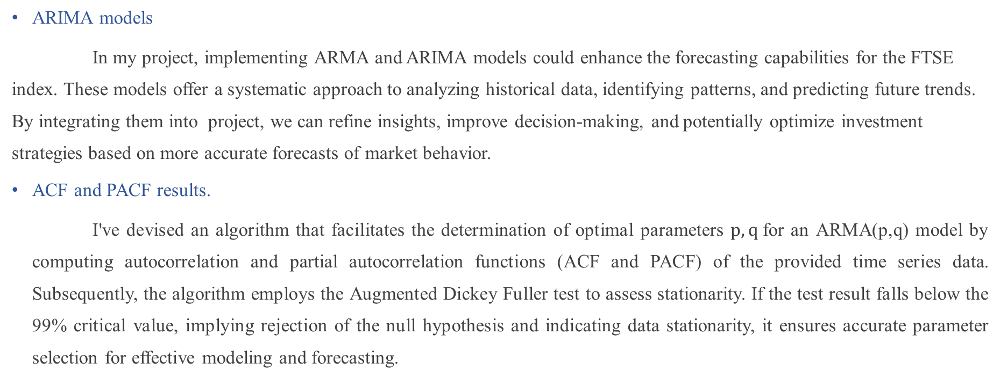 • ARIMA models
In my project, implementing ARMA and ARIMA models could enhance the forecasting capabilities for the FTSE
index. These models offer a systematic approach to analyzing historical data, identifying patterns, and predicting future trends.
By integrating them into project, we can refine insights, improve decision-making, and potentially optimize investment
strategies based on more accurate forecasts of market behavior.
• ACF and PACF results.
I've devised an algorithm that facilitates the determination of optimal parameters p, q for an ARMA(p,q) model by
computing autocorrelation and partial autocorrelation functions (ACF and PACF) of the provided time series data.
Subsequently, the algorithm employs the Augmented Dickey Fuller test to assess stationarity. If the test result falls below the
99% critical value, implying rejection of the null hypothesis and indicating data stationarity, it ensures accurate parameter
selection for effective modeling and forecasting.